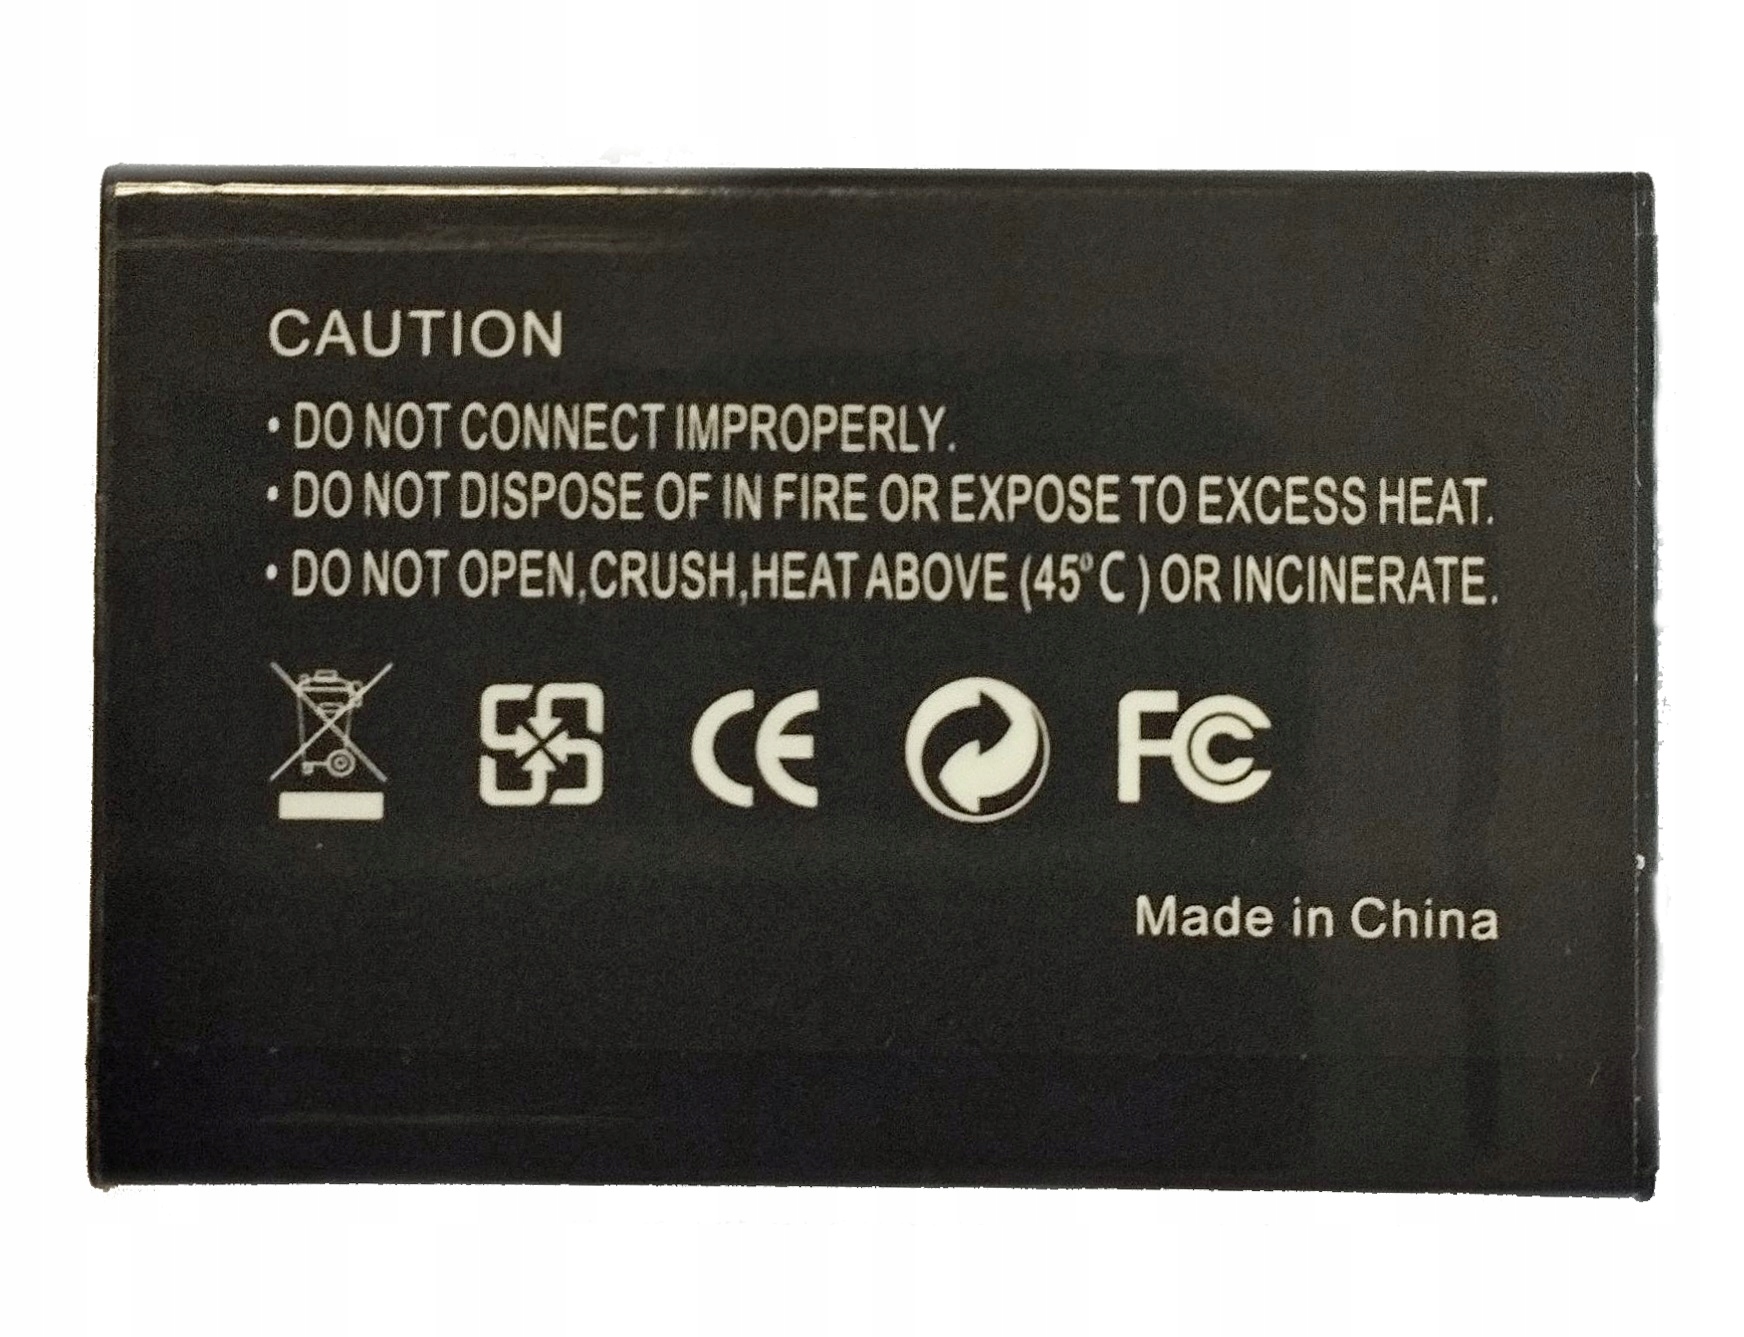 CAUTION
• DO NOT CONNECT IMPROPERLY.
• DO NOT DISPOSE OF IN FIRE OR EXPOSE TO EXCESS HEAT.
• DO NOT OPEN,CRUSH,HEAT ABOVE (45°C ) OR INCINERATE.
CE FC
Made in China